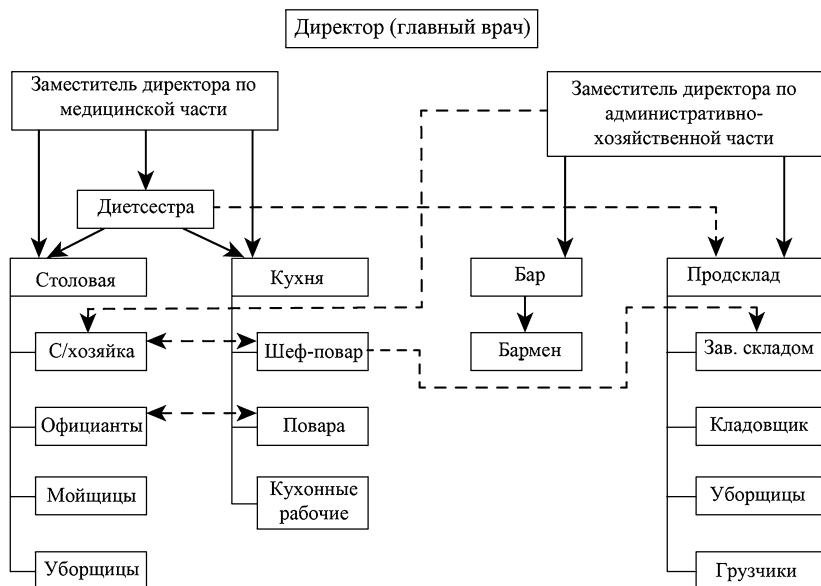 Директор (главный врач)
Заместитель директора по
медицинской части
Заместитель директора по
административно-
хозяйственной части
Диетсестра
Столовая
Кухня
Бар
Продсклад
С/хозяйка
Шеф-повар
Бармен
Зав. складом
Официанты
Повара
Кладовщик
Мойщицы
Кухонные
рабочие
Уборщицы
Уборщицы
Грузчики